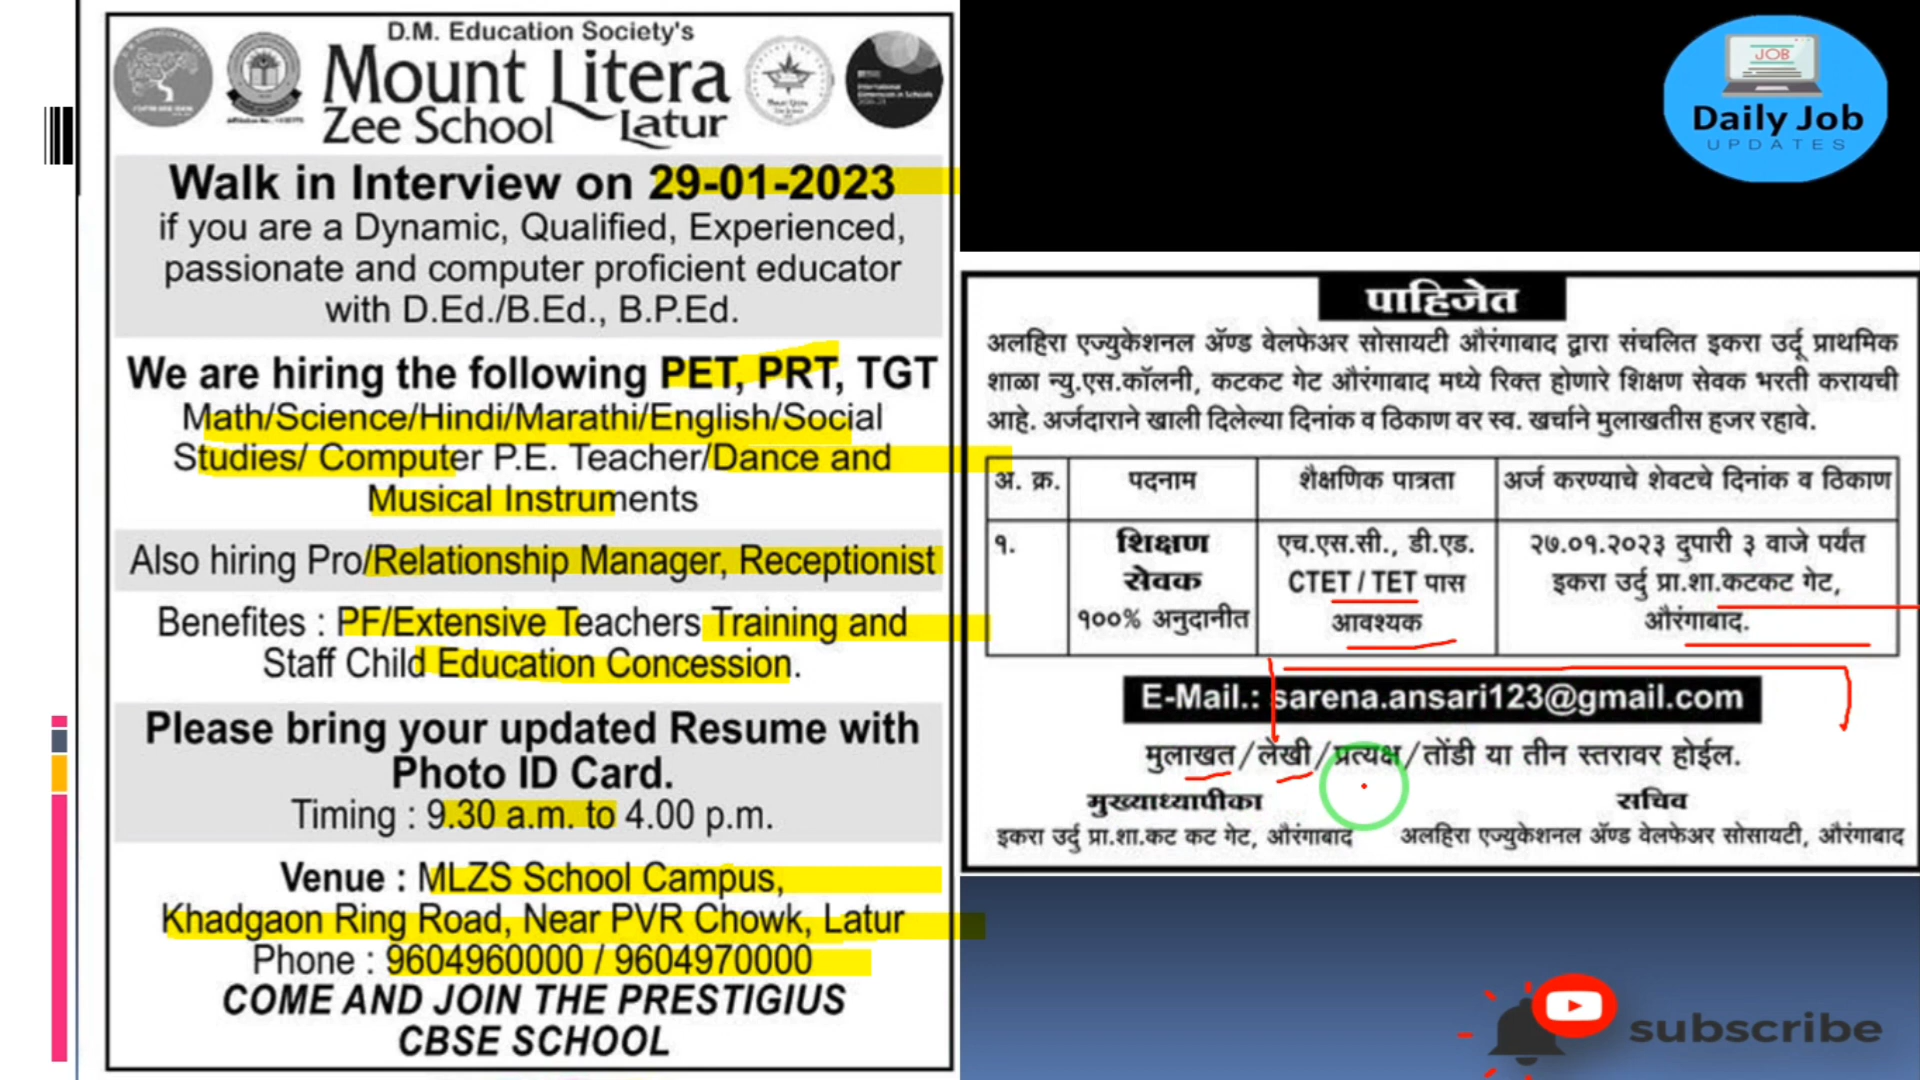 D.M. Education Society's
Mount Litera
Zee School Latur
Walk in Interview on 29-01-2023
if you are a Dynamic, Qualified, Experienced,
passionate and computer proficient educator
with D.Ed./B.Ed., B.P.Ed.
We are hiring the following PET, PRT, TGT
Math/Science/Hindi/Marathi/English/Social
Studies/ Computer P.E. Teacher/Dance and
Musical Instruments
Also hiring Pro/Relationship Manager, Receptionist
Benefites : PF/Extensive Teachers Training and
Staff Child Education Concession.
Please bring your updated Resume with
Photo ID Card.
Timing : 9.30 a.m. to 4.00 p.m.
Venue : MLZS School Campus,
Khadgaon Ring Road, Near PVR Chowk, Latur
Phone : 9604960000 / 9604970000
COME AND JOIN THE PRESTIGIUS
CBSE SCHOOL
JOB
Daily Job
UPDATES
पाहिजेत
अलहिरा एज्युकेशनल ॲण्ड वेलफेअर सोसायटी औरंगाबाद द्वारा संचलित इकरा उर्दू प्राथमिक
शाळा न्यु.एस.कॉलनी, कटकट गेट औरंगाबाद मध्ये रिक्त होणारे शिक्षण सेवक भरती करायची
आहे. अर्जदाराने खाली दिलेल्या दिनांक व ठिकाण वर स्व. खर्चाने मुलाखतीस हजर रहावे.
अ. क्र. पदनाम शैक्षणिक पात्रता अर्ज करण्याचे शेवटचे दिनांक व ठिकाण
१. शिक्षण एच.एस.सी., डी.एड. २७.०१.२०२३ दुपारी ३ वाजे पर्यंत
सेवक CTET / TET पास इकरा उर्दु प्रा.शा.कटकट गेट,
१००% अनुदानीत आवश्यक औरंगाबाद.
E-Mail.: sarena.ansari123@gmail.com
मुलाखत/लेखी/प्रत्यक्ष/तोंडी या तीन स्तरावर होईल.
मुख्याध्यापीका सचिव
इकरा उर्दु प्रा.शा.कट कट गेट, औरंगाबाद अलहिरा एज्युकेशनल ॲण्ड वेलफेअर सोसायटी, औरंगाबाद
subscribe